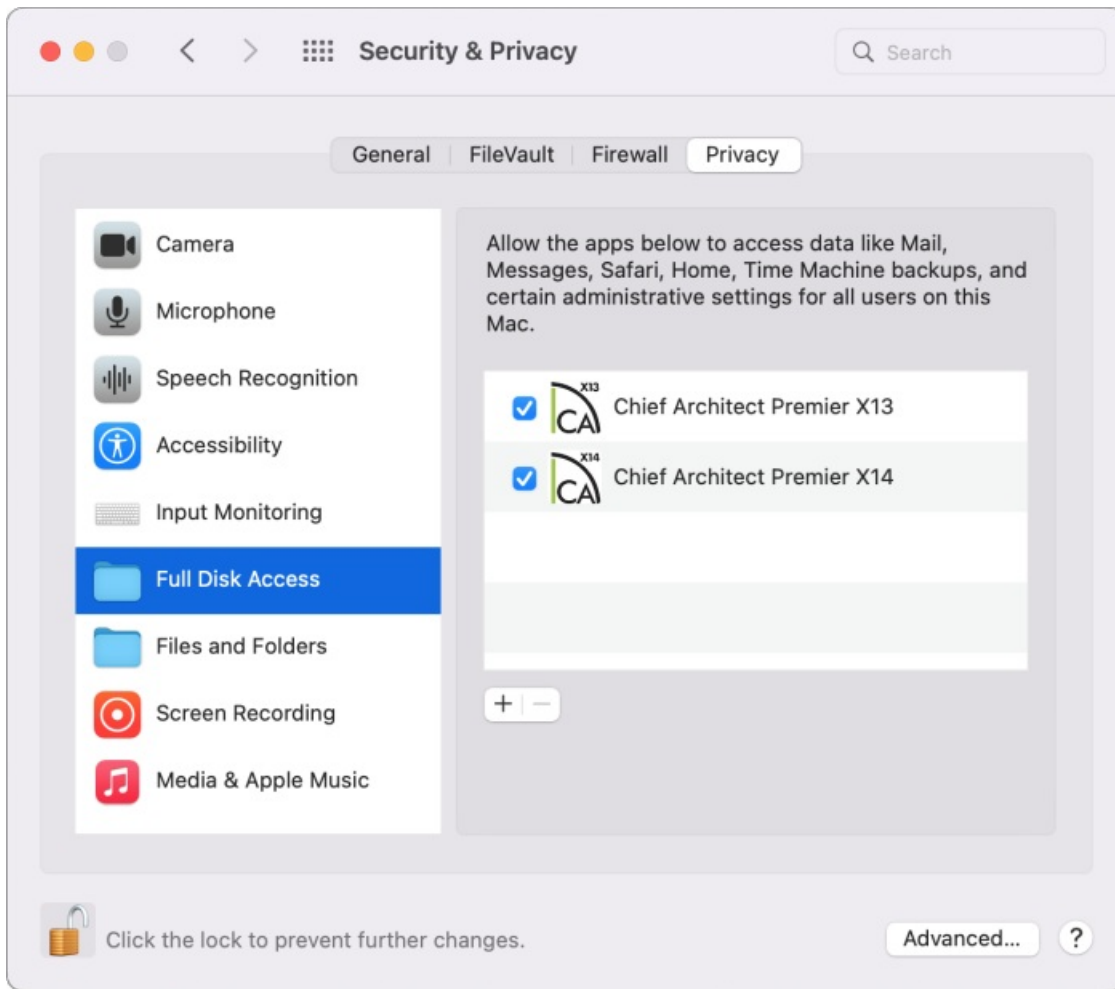 Security & Privacy
Search
General
FileVault
Firewall
Privacy
Camera
Microphone
Speech Recognition
Accessibility
Input Monitoring
Full Disk Access
Files and Folders
Screen Recording
Media & Apple Music
Allow the apps below to access data like Mail,
Messages, Safari, Home, Time Machine backups, and
certain administrative settings for all users on this
Mac.
X13
CA
Chief Architect Premier X13
X14
CA
Chief Architect Premier X14
+
−
Click the lock to prevent further changes.
Advanced...
?